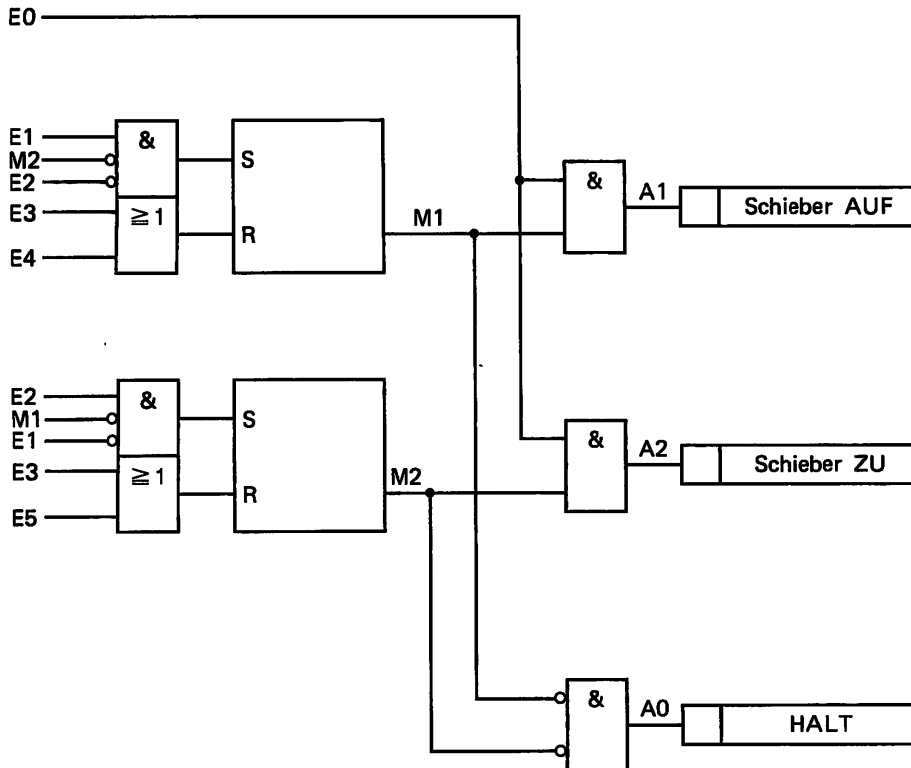 E0
E1
M2
E2
E3
E4
&
≧ 1
S
R
M1
&
A1
Schieber AUF
E2
M1
E1
E3
E5
&
≧ 1
S
R
M2
&
A2
Schieber ZU
&
A0
HALT